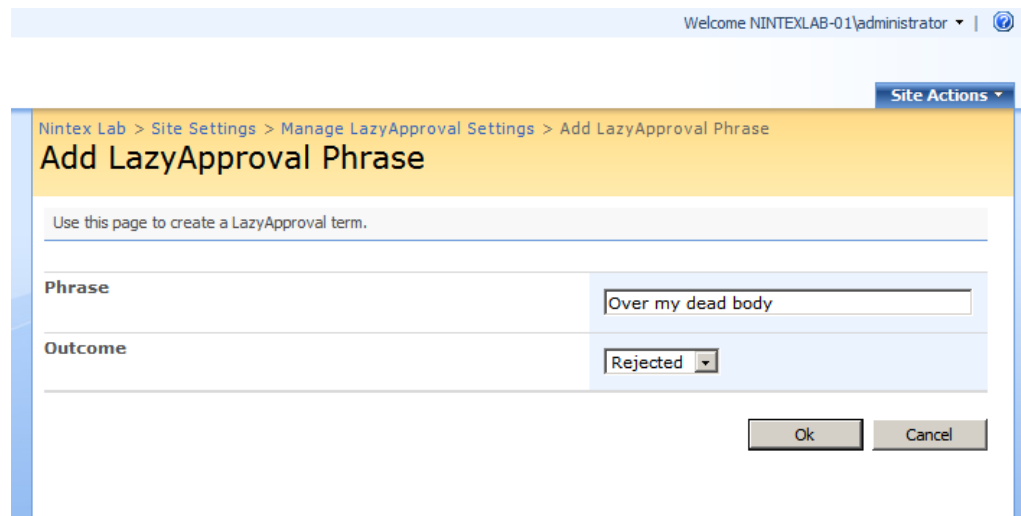 Welcome NINTEXLAB-01\administrator |
Site Actions
Nintex Lab > Site Settings > Manage LazyApproval Settings > Add LazyApproval Phrase
Add LazyApproval Phrase
Use this page to create a LazyApproval term.
Phrase
Over my dead body
Outcome
Rejected
Ok Cancel